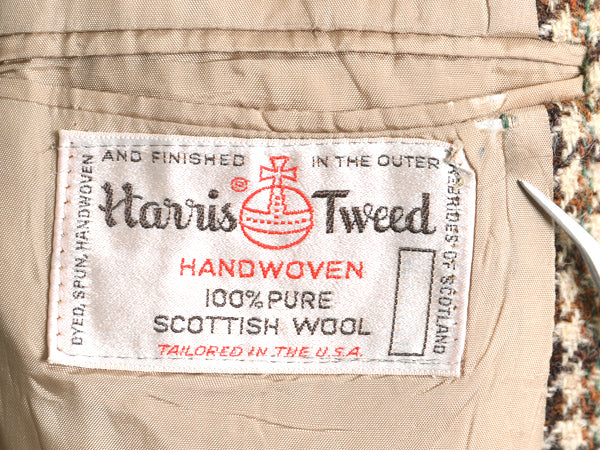 DYED, SPUN, HANDWOVEN
AND FINISHED IN THE OUTER
HEBRIDES OF SCOTLAND
Harris Tweed
®
HANDWOVEN
100% PURE
SCOTTISH WOOL
TAILORED IN THE U.S.A.